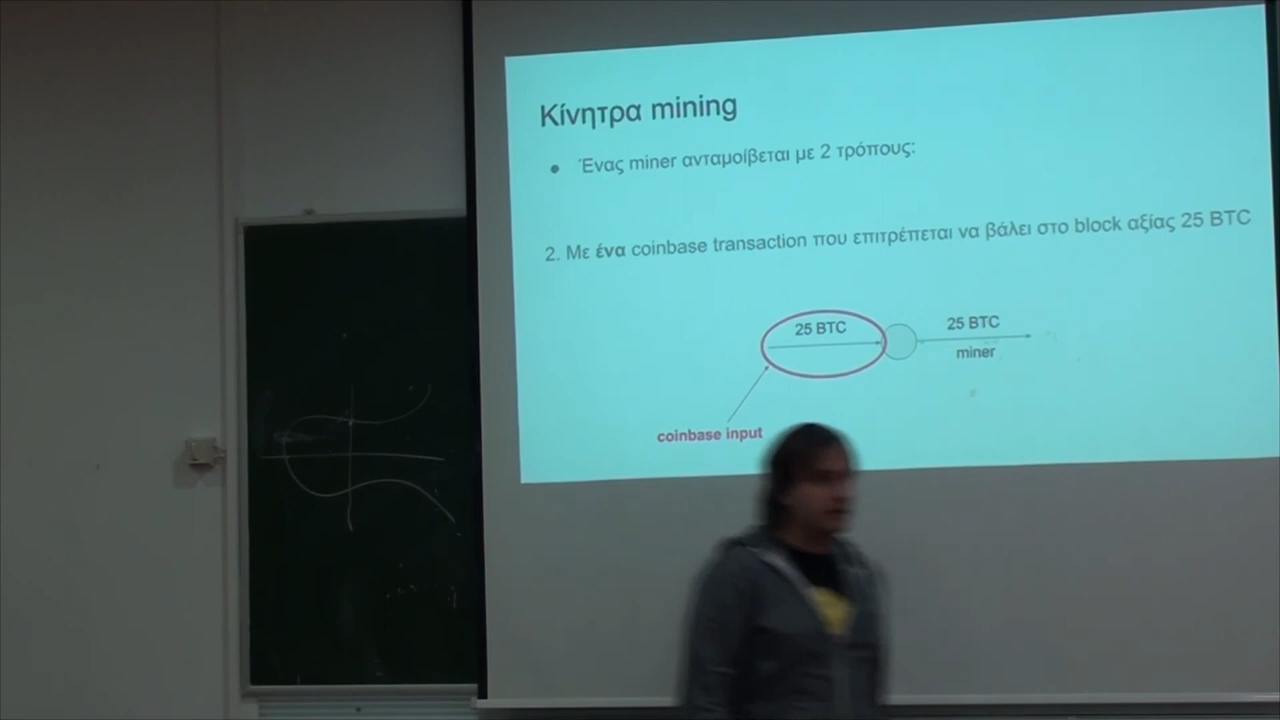 Κίνητρα mining
● Ένας miner ανταμοίβεται με 2 τρόπους:
2. Με ένα coinbase transaction που επιτρέπεται να βάλει στο block αξίας 25 BTC
25 BTC
25 BTC
miner
coinbase input